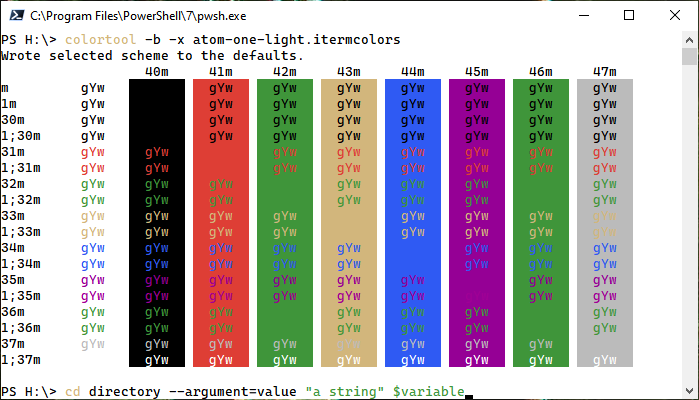 C:\Program Files\PowerShell\7\pwsh.exe
PS H:\> colortool -b -x atom-one-light.itermcolors
Wrote selected scheme to the defaults.
40m 41m 42m 43m 44m 45m 46m 47m
m gYw gYw gYw gYw gYw gYw gYw gYw
1m gYw gYw gYw gYw gYw gYw gYw gYw
30m gYw gYw gYw gYw gYw gYw gYw gYw
1;30m gYw gYw gYw gYw gYw gYw gYw gYw
31m gYw gYw gYw gYw gYw gYw gYw gYw
1;31m gYw gYw gYw gYw gYw gYw gYw gYw
32m gYw gYw gYw gYw gYw gYw gYw
1;32m gYw gYw gYw gYw gYw gYw gYw
33m gYw gYw gYw gYw gYw gYw gYw gYw
1;33m gYw gYw gYw gYw gYw gYw gYw gYw
34m gYw gYw gYw gYw gYw gYw gYw gYw
1;34m gYw gYw gYw gYw gYw gYw gYw gYw
35m gYw gYw gYw gYw gYw gYw gYw gYw
1;35m gYw gYw gYw gYw gYw gYw gYw gYw
36m gYw gYw gYw gYw gYw gYw gYw
1;36m gYw gYw gYw gYw gYw gYw gYw
37m gYw gYw gYw gYw gYw gYw gYw gYw
1;37m gYw gYw gYw gYw gYw gYw gYw gYw
PS H:\> cd directory --argument=value "a string" $variable